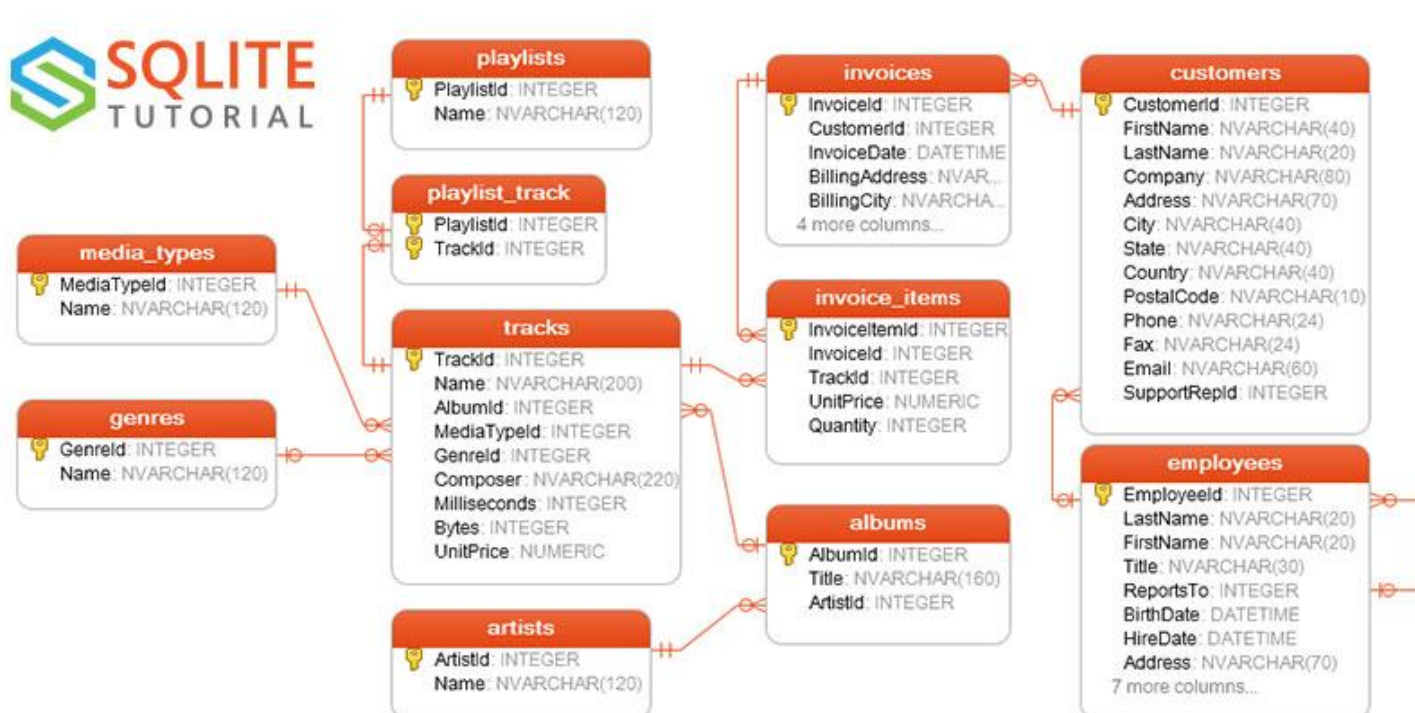 SQLITE
TUTORIAL
playlists
PlaylistId: INTEGER
Name: NVARCHAR(120)
playlist_track
PlaylistId: INTEGER
TrackId: INTEGER
media_types
MediaTypeId: INTEGER
Name: NVARCHAR(120)
genres
GenreId: INTEGER
Name: NVARCHAR(120)
tracks
TrackId: INTEGER
Name: NVARCHAR(200)
AlbumId: INTEGER
MediaTypeId: INTEGER
GenreId: INTEGER
Composer: NVARCHAR(220)
Milliseconds: INTEGER
Bytes: INTEGER
UnitPrice: NUMERIC
artists
ArtistId: INTEGER
Name: NVARCHAR(120)
invoices
InvoiceId: INTEGER
CustomerId: INTEGER
InvoiceDate: DATETIME
BillingAddress: NVAR...
BillingCity: NVARCHA...
4 more columns...
invoice_items
InvoiceItemId: INTEGER
InvoiceId: INTEGER
TrackId: INTEGER
UnitPrice: NUMERIC
Quantity: INTEGER
albums
AlbumId: INTEGER
Title: NVARCHAR(160)
ArtistId: INTEGER
customers
CustomerId: INTEGER
FirstName: NVARCHAR(40)
LastName: NVARCHAR(20)
Company: NVARCHAR(80)
Address: NVARCHAR(70)
City: NVARCHAR(40)
State: NVARCHAR(40)
Country: NVARCHAR(40)
PostalCode: NVARCHAR(10)
Phone: NVARCHAR(24)
Fax: NVARCHAR(24)
Email: NVARCHAR(60)
SupportRepId: INTEGER
employees
EmployeeId: INTEGER
LastName: NVARCHAR(20)
FirstName: NVARCHAR(20)
Title: NVARCHAR(30)
ReportsTo: INTEGER
BirthDate: DATETIME
HireDate: DATETIME
Address: NVARCHAR(70)
7 more columns...